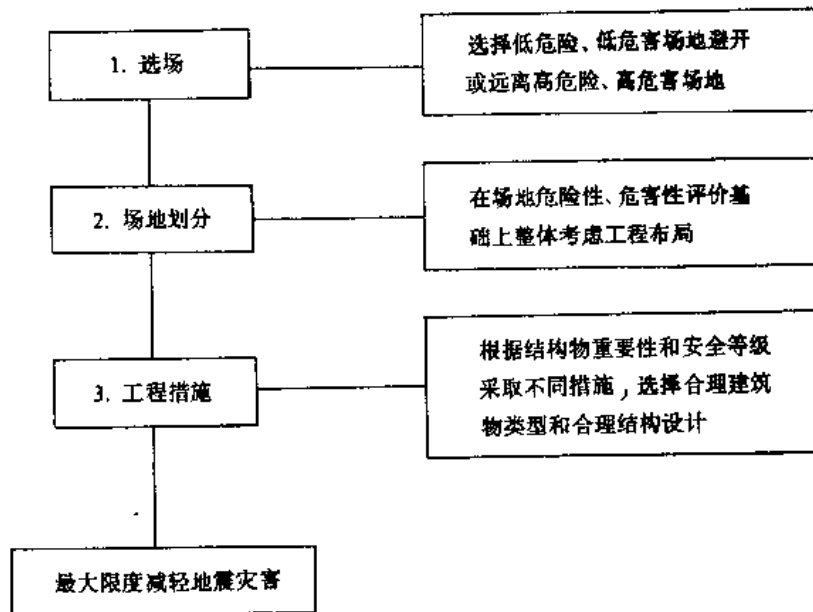 1. 选场
选择低危险、低危害场地避开
或远离高危险、高危害场地
2. 场地划分
在场地危险性、危害性评价基
础上整体考虑工程布局
3. 工程措施
根据结构物重要性和安全等级
采取不同措施，选择合理建筑
物类型和合理结构设计
最大限度减轻地震灾害